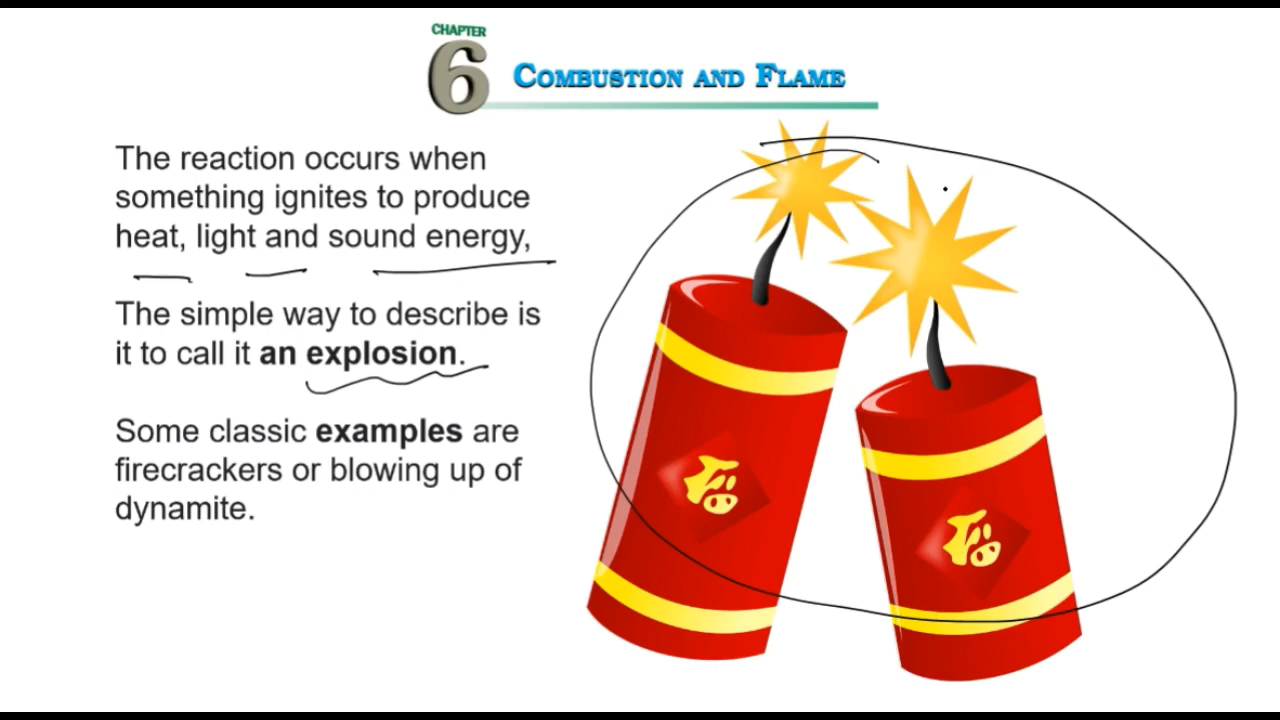 CHAPTER
6 COMBUSTION AND FLAME
The reaction occurs when
something ignites to produce
heat, light and sound energy,
The simple way to describe is
it to call it an explosion.
Some classic examples are
firecrackers or blowing up of
dynamite.